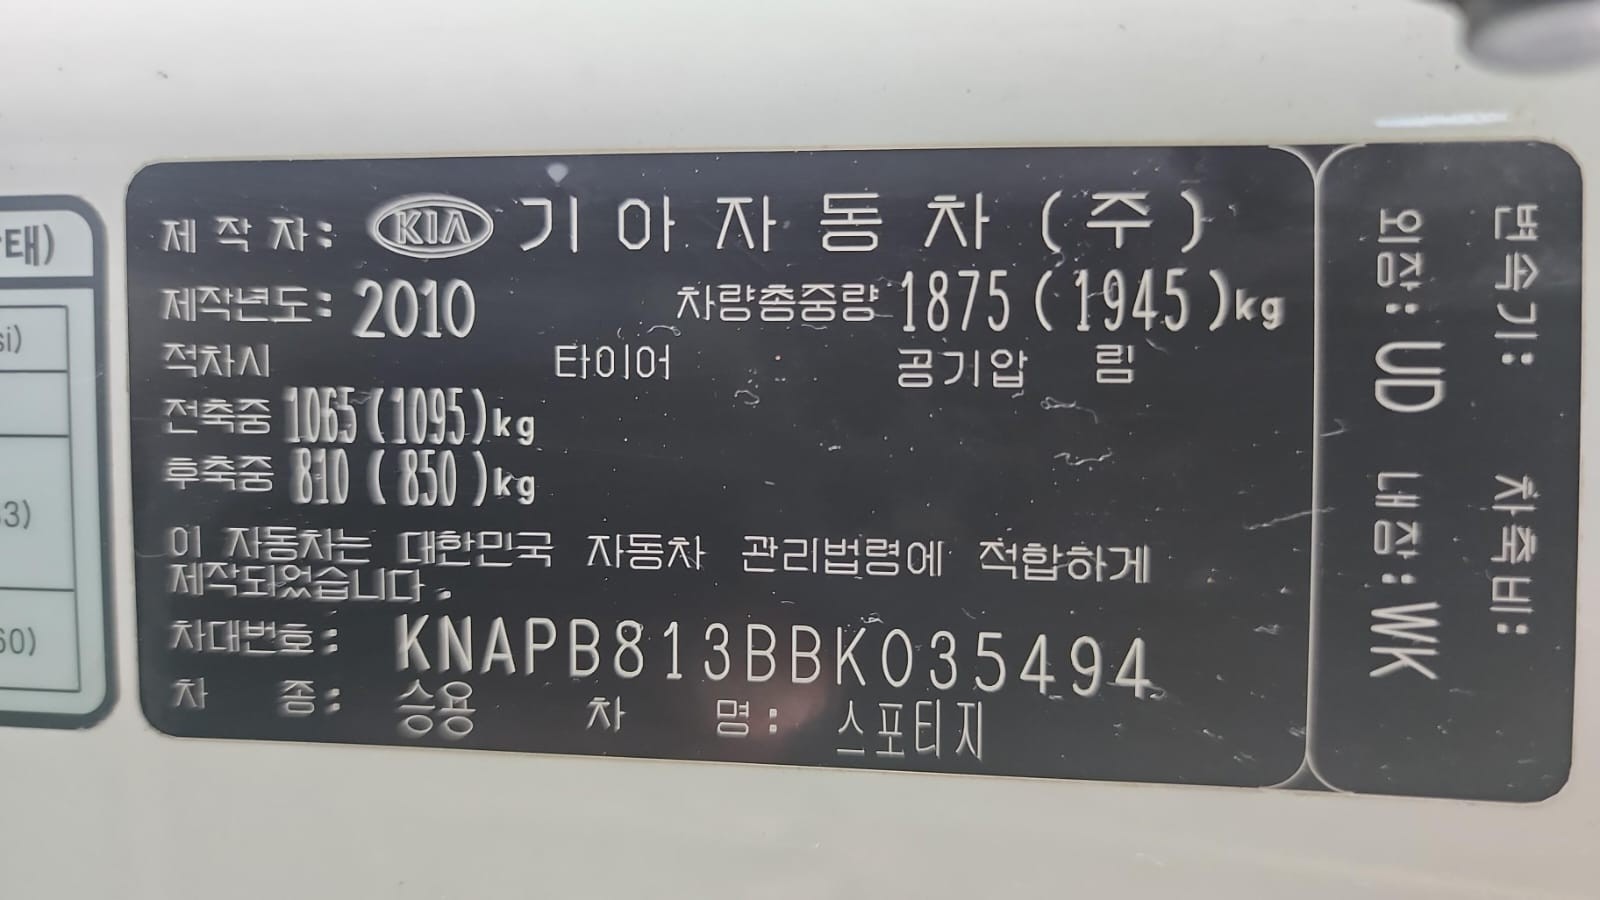 제 작 자: KIA 기아자동차(주)
제작년도: 2010 차량총중량 1875(1945)kg
적차시 타이어 공기압 림
전축중 1065(1095)kg
후축중 810(850)kg
이 자동차는 대한민국 자동차 관리법령에 적합하게
제작되었습니다.
차대번호: KNAPB813BBK035494
차 종: 승용 차 명: 스포티지
변속기: 차축비:
외장: UD 내장: WK
태)
si)
3)
60)